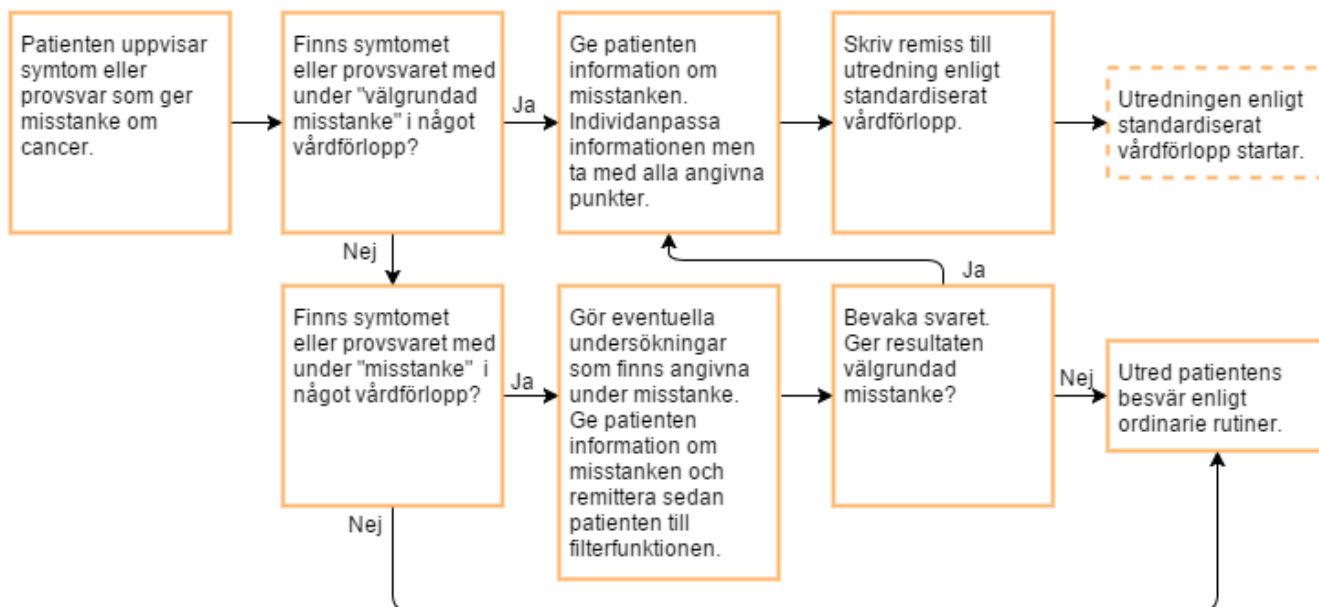 Patienten uppvisar
symtom eller
provsvar som ger
misstanke om
cancer.
Finns symtomet
eller provsvaret med
under "välgrundad
misstanke" i något
vårdförlopp?
Ja
Ge patienten
information om
misstanken.
Individanpassa
informationen men
ta med alla angivna
punkter.
Skriv remiss till
utredning enligt
standardiserat
vårdförlopp.
Utredningen enligt
standardiserat
vårdförlopp startar.
Nej
Ja
Finns symtomet
eller provsvaret med
under "misstanke" i
något vårdförlopp?
Ja
Gör eventuella
undersökningar
som finns angivna
under misstanke.
Ge patienten
information om
misstanken och
remittera sedan
patienten till
filterfunktionen.
Bevaka svaret.
Ger resultaten
välgrundad
misstanke?
Nej
Utred patientens
besvär enligt
ordinarie rutiner.
Nej